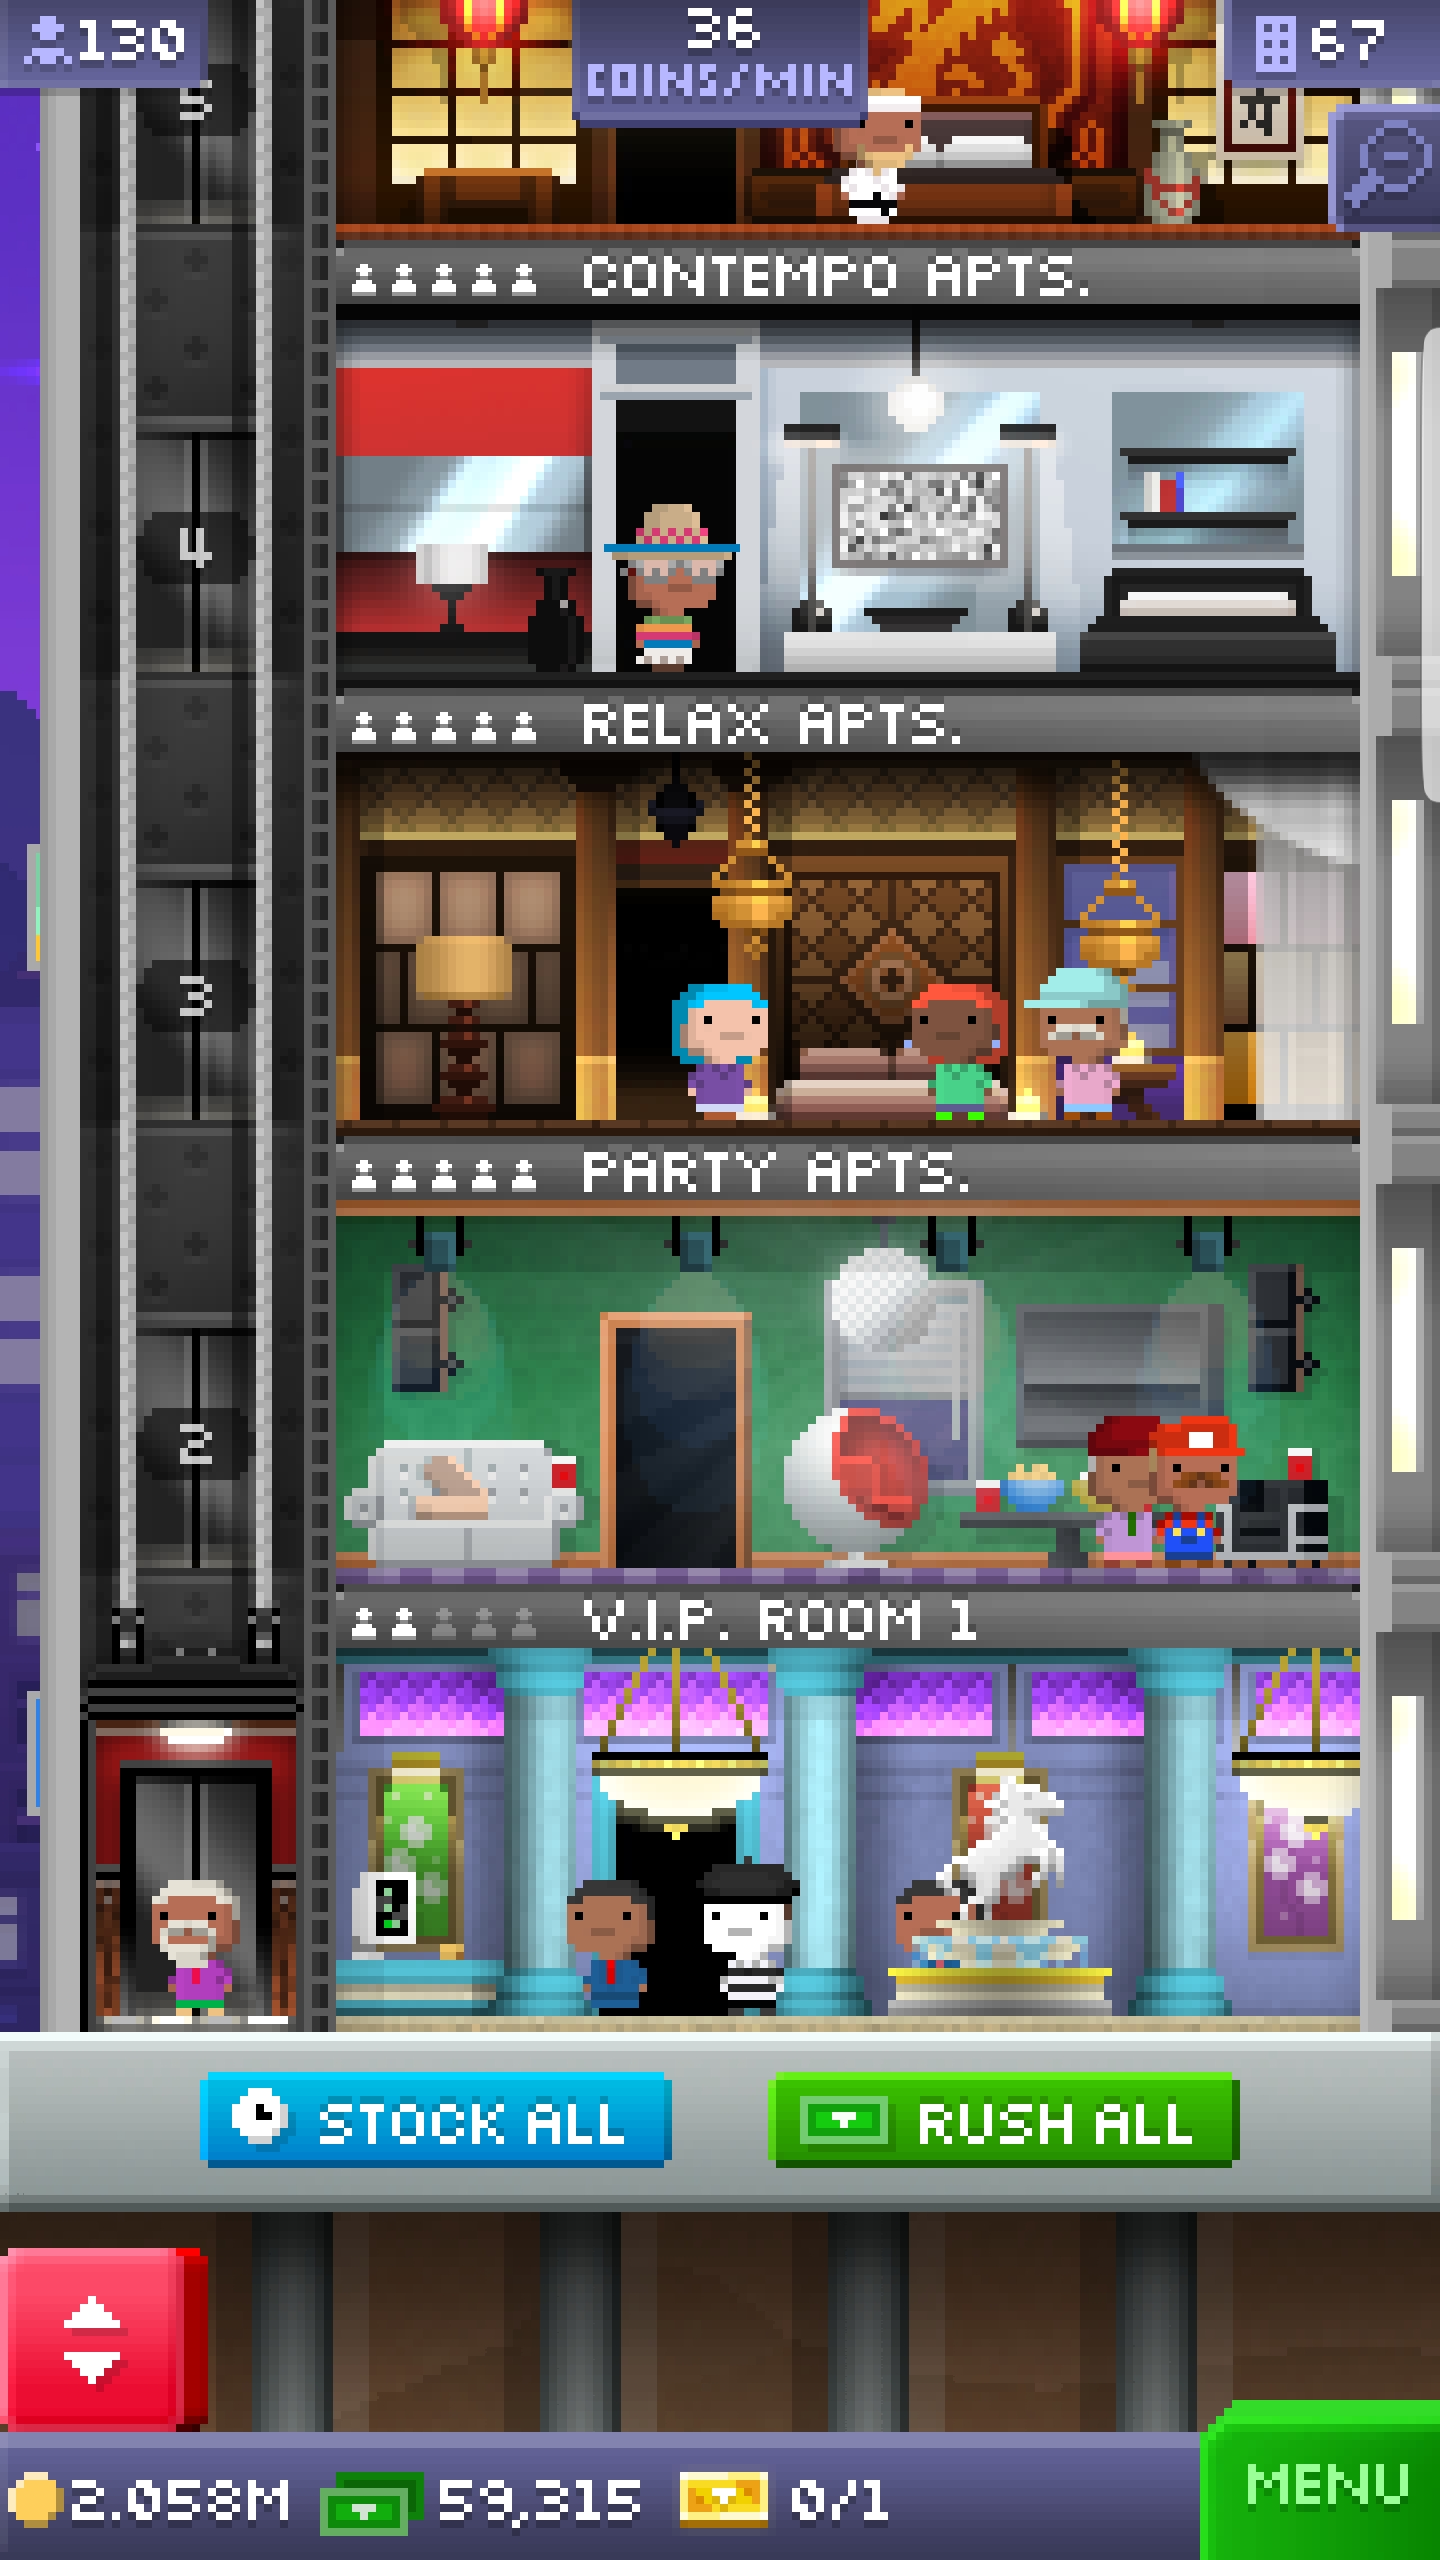 130
36
COINS/MIN
67
5
CONTEMPO APTS.
4
RELAX APTS.
3
PARTY APTS.
2
V.I.P. ROOM 1
STOCK ALL
RUSH ALL
2.058M
59,315
0/1
MENU